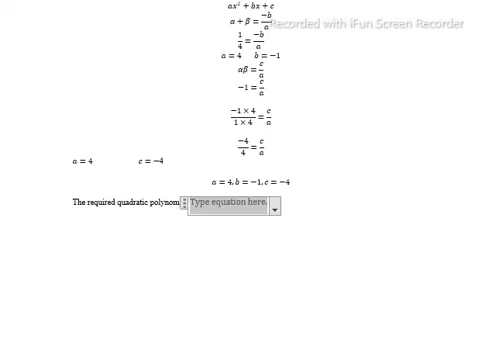 ax² + bx + c
α + β = −b/a
Recorded with iFun Screen Recorder
1/4 = −b/a
a = 4 b = −1
αβ = c/a
−1 = c/a
−1 × 4/1 × 4 = c/a
−4/4 = c/a
a = 4 c = −4
a = 4, b = −1, c = −4
The required quadratic polynom Type equation here.